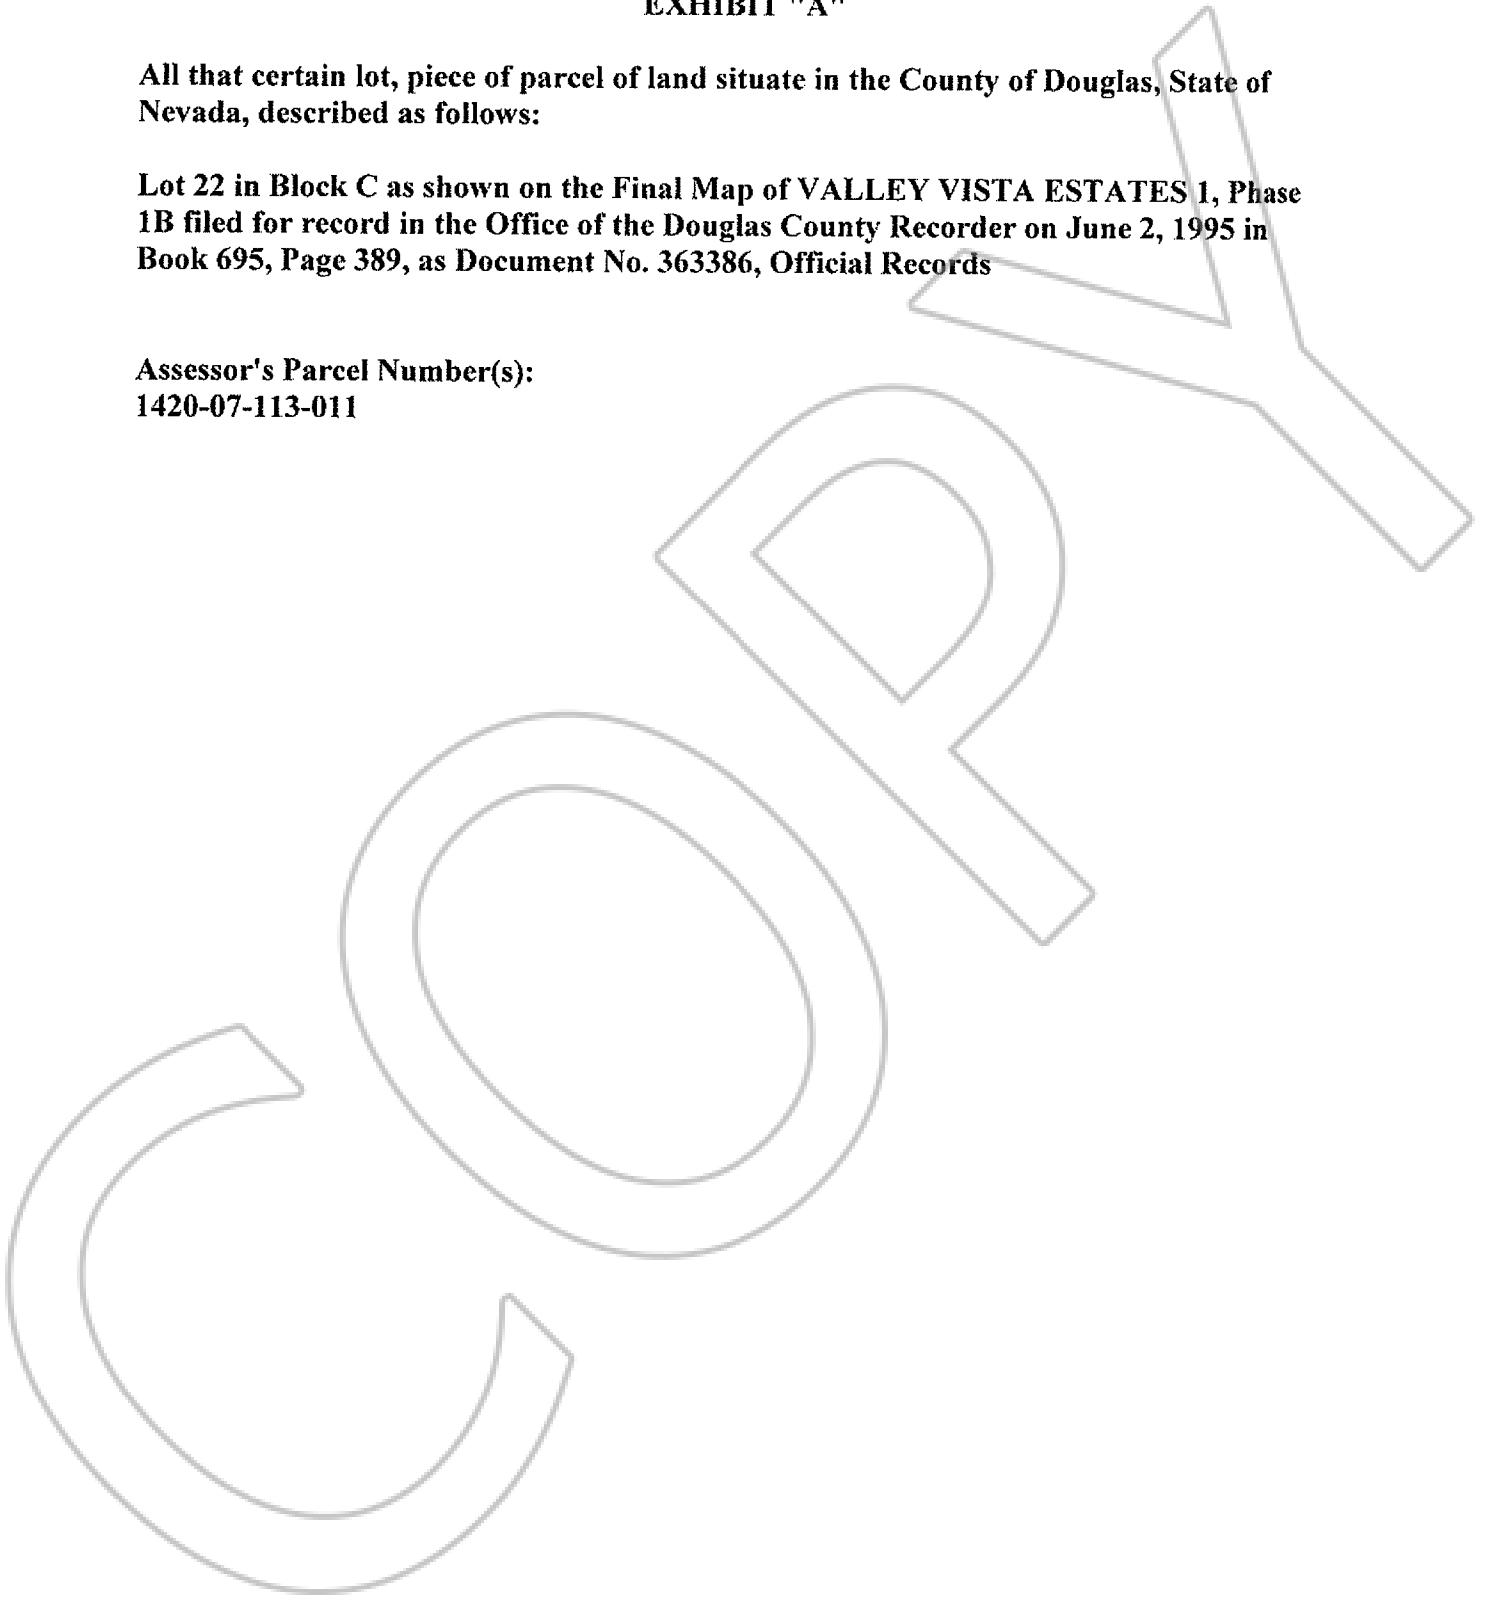 EXHIBIT "A"
All that certain lot, piece of parcel of land situate in the County of Douglas, State of
Nevada, described as follows:
Lot 22 in Block C as shown on the Final Map of VALLEY VISTA ESTATES 1, Phase
1B filed for record in the Office of the Douglas County Recorder on June 2, 1995 in
Book 695, Page 389, as Document No. 363386, Official Records
Assessor's Parcel Number(s):
1420-07-113-011
COPY